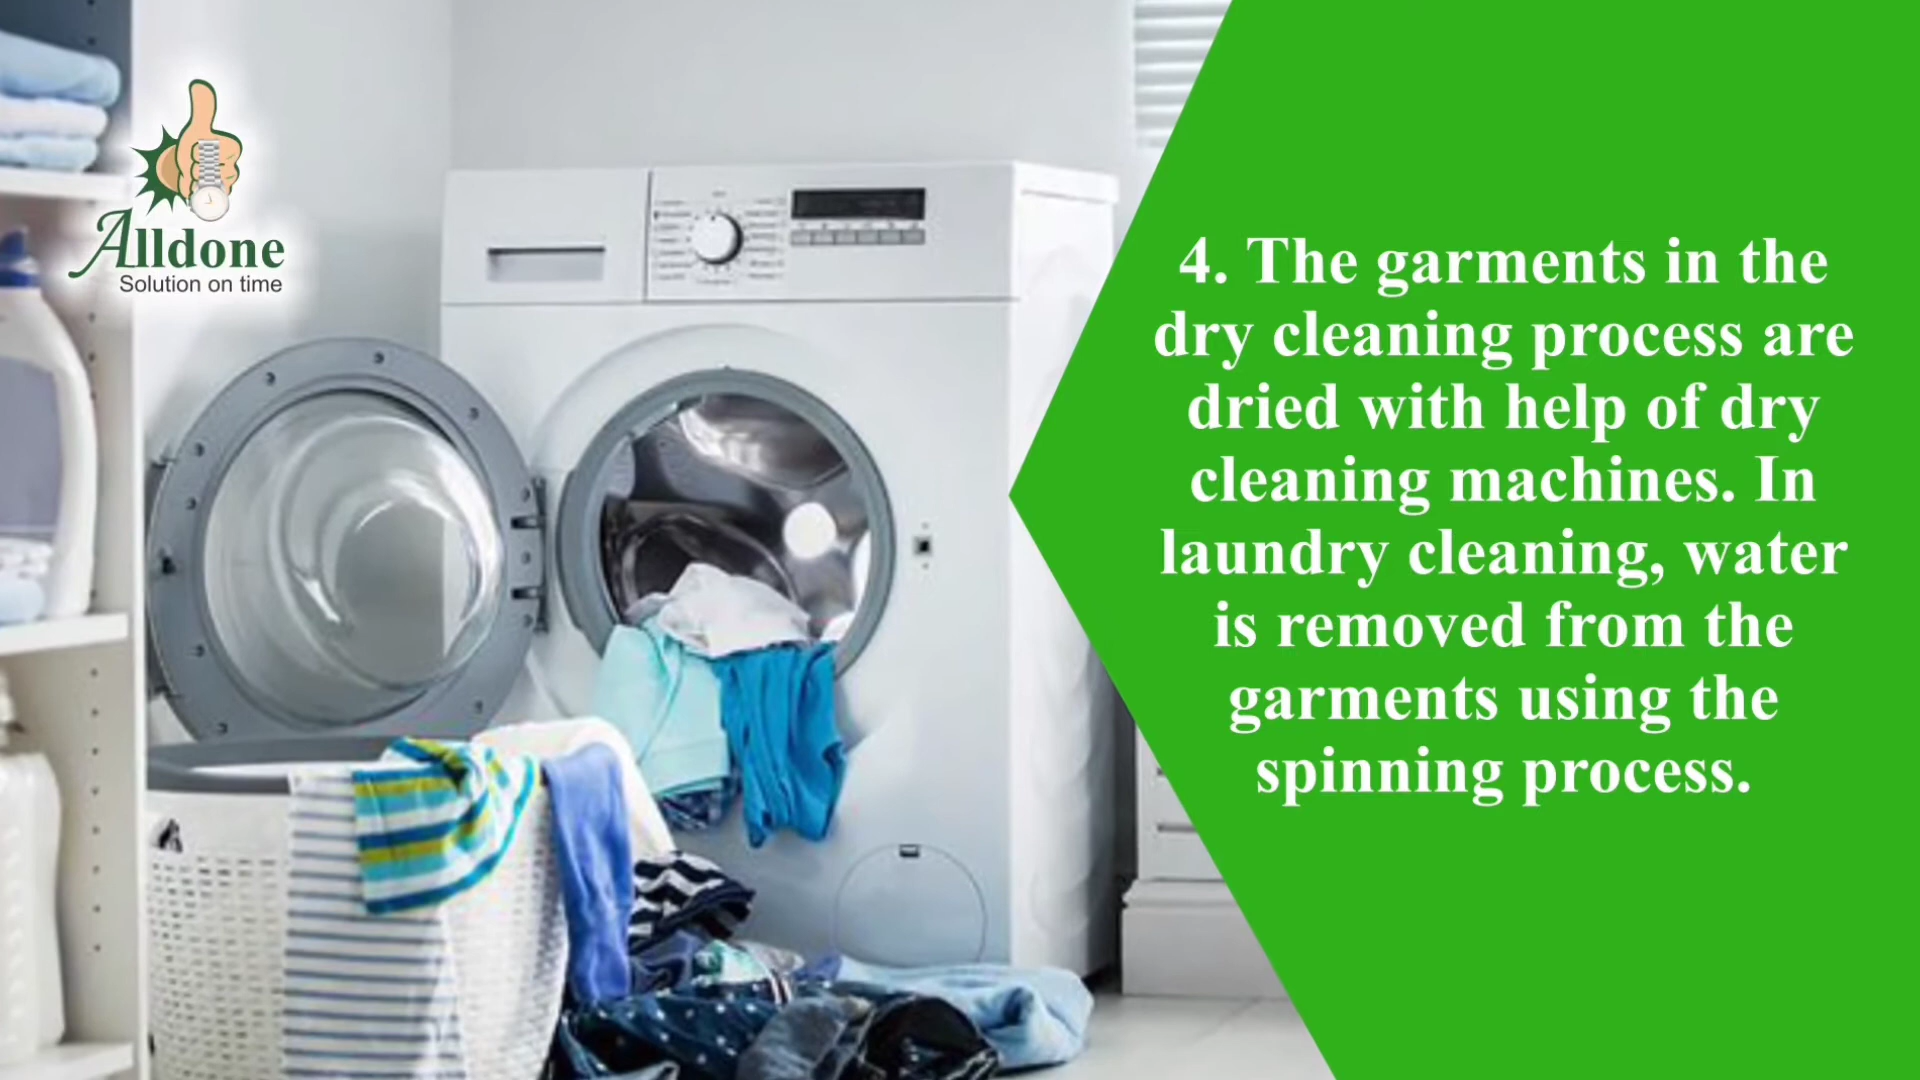 Alldone
Solution on time
4. The garments in the
dry cleaning process are
dried with help of dry
cleaning machines. In
laundry cleaning, water
is removed from the
garments using the
spinning process.